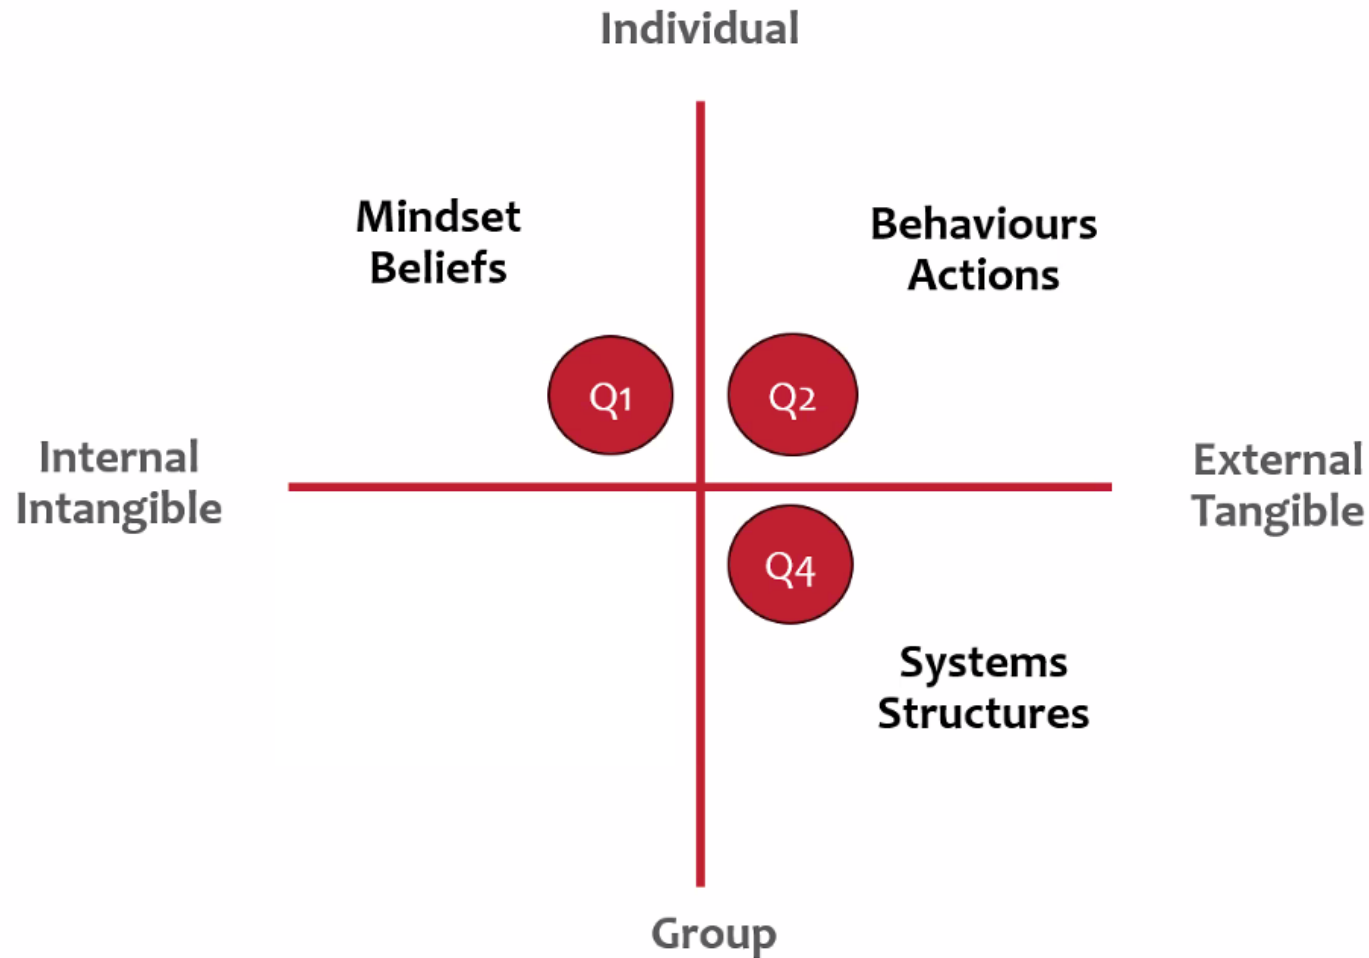 Individual
Mindset
Beliefs
Behaviours
Actions
Q1
Q2
Internal
Intangible
External
Tangible
Q4
Systems
Structures
Group